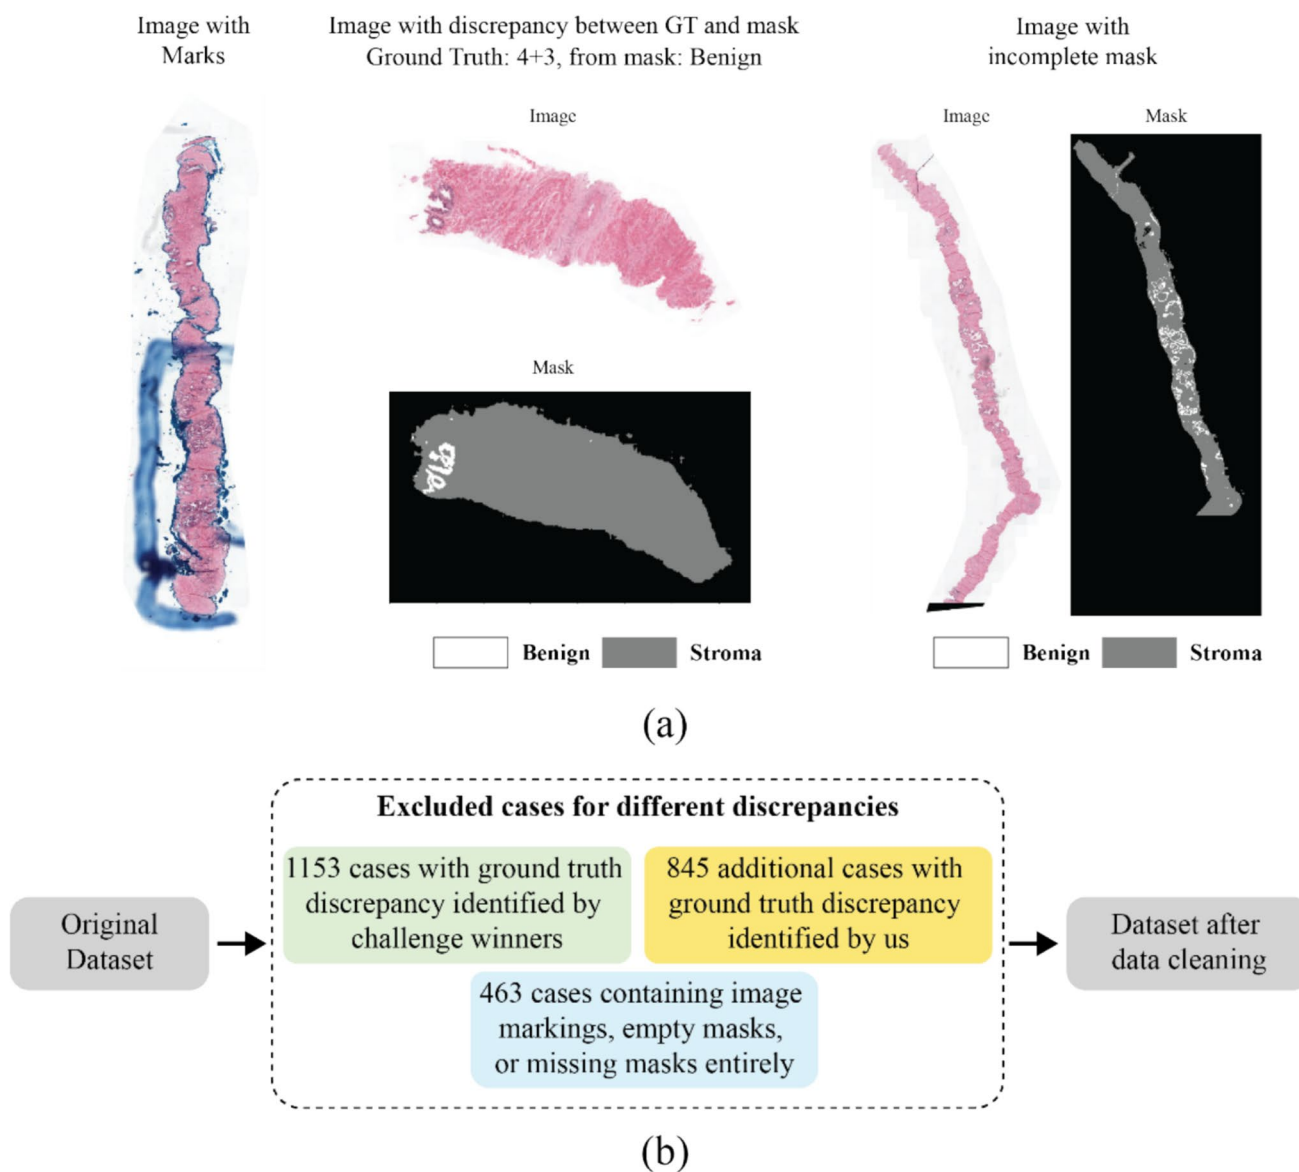 Image with
Marks
Image with discrepancy between GT and mask
Ground Truth: 4+3, from mask: Benign
Image with
incomplete mask
Image
Image
Mask
Mask
Benign
Stroma
Benign
Stroma
(a)
Excluded cases for different discrepancies
1153 cases with ground truth
discrepancy identified by
challenge winners
845 additional cases with
ground truth discrepancy
identified by us
Original
Dataset
Dataset after
data cleaning
463 cases containing image
markings, empty masks,
or missing masks entirely
(b)